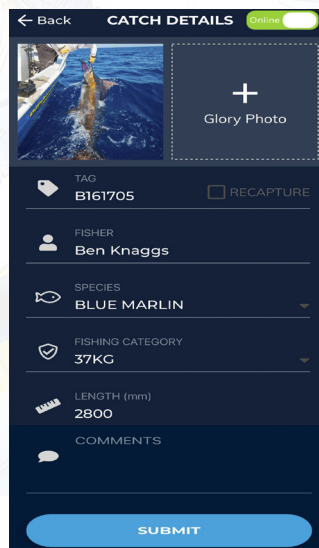 ← Back CATCH DETAILS Online
+
Glory Photo
TAG
B161705 RECAPTURE
FISHER
Ben Knaggs
SPECIES
BLUE MARLIN
FISHING CATEGORY
37KG
LENGTH (mm)
2800
COMMENTS
SUBMIT